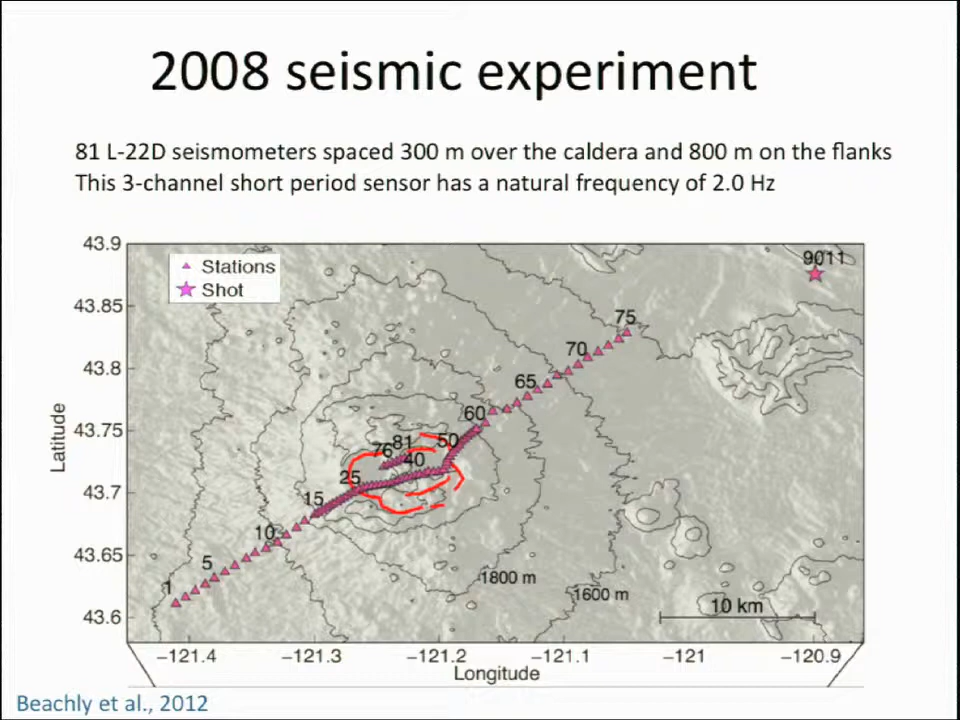 2008 seismic experiment
81 L-22D seismometers spaced 300 m over the caldera and 800 m on the flanks
This 3-channel short period sensor has a natural frequency of 2.0 Hz
43.9
43.85
43.8
43.75
43.7
43.65
43.6
Latitude
Stations
Shot
9011
75
70
65
60
50
81
76
40
25
15
10
5
1
1800 m
1600 m
10 km
−121.4
−121.3
−121.2
−121.1
−121
−120.9
Longitude
Beachly et al., 2012